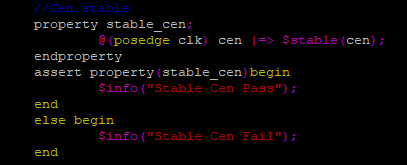 //Cen stable
property stable_cen;
@(posedge clk) cen |=> $stable(cen);
endproperty
assert property(stable_cen)begin
$info("Stable Cen Pass");
end
else begin
$info("Stable Cen Fail");
end